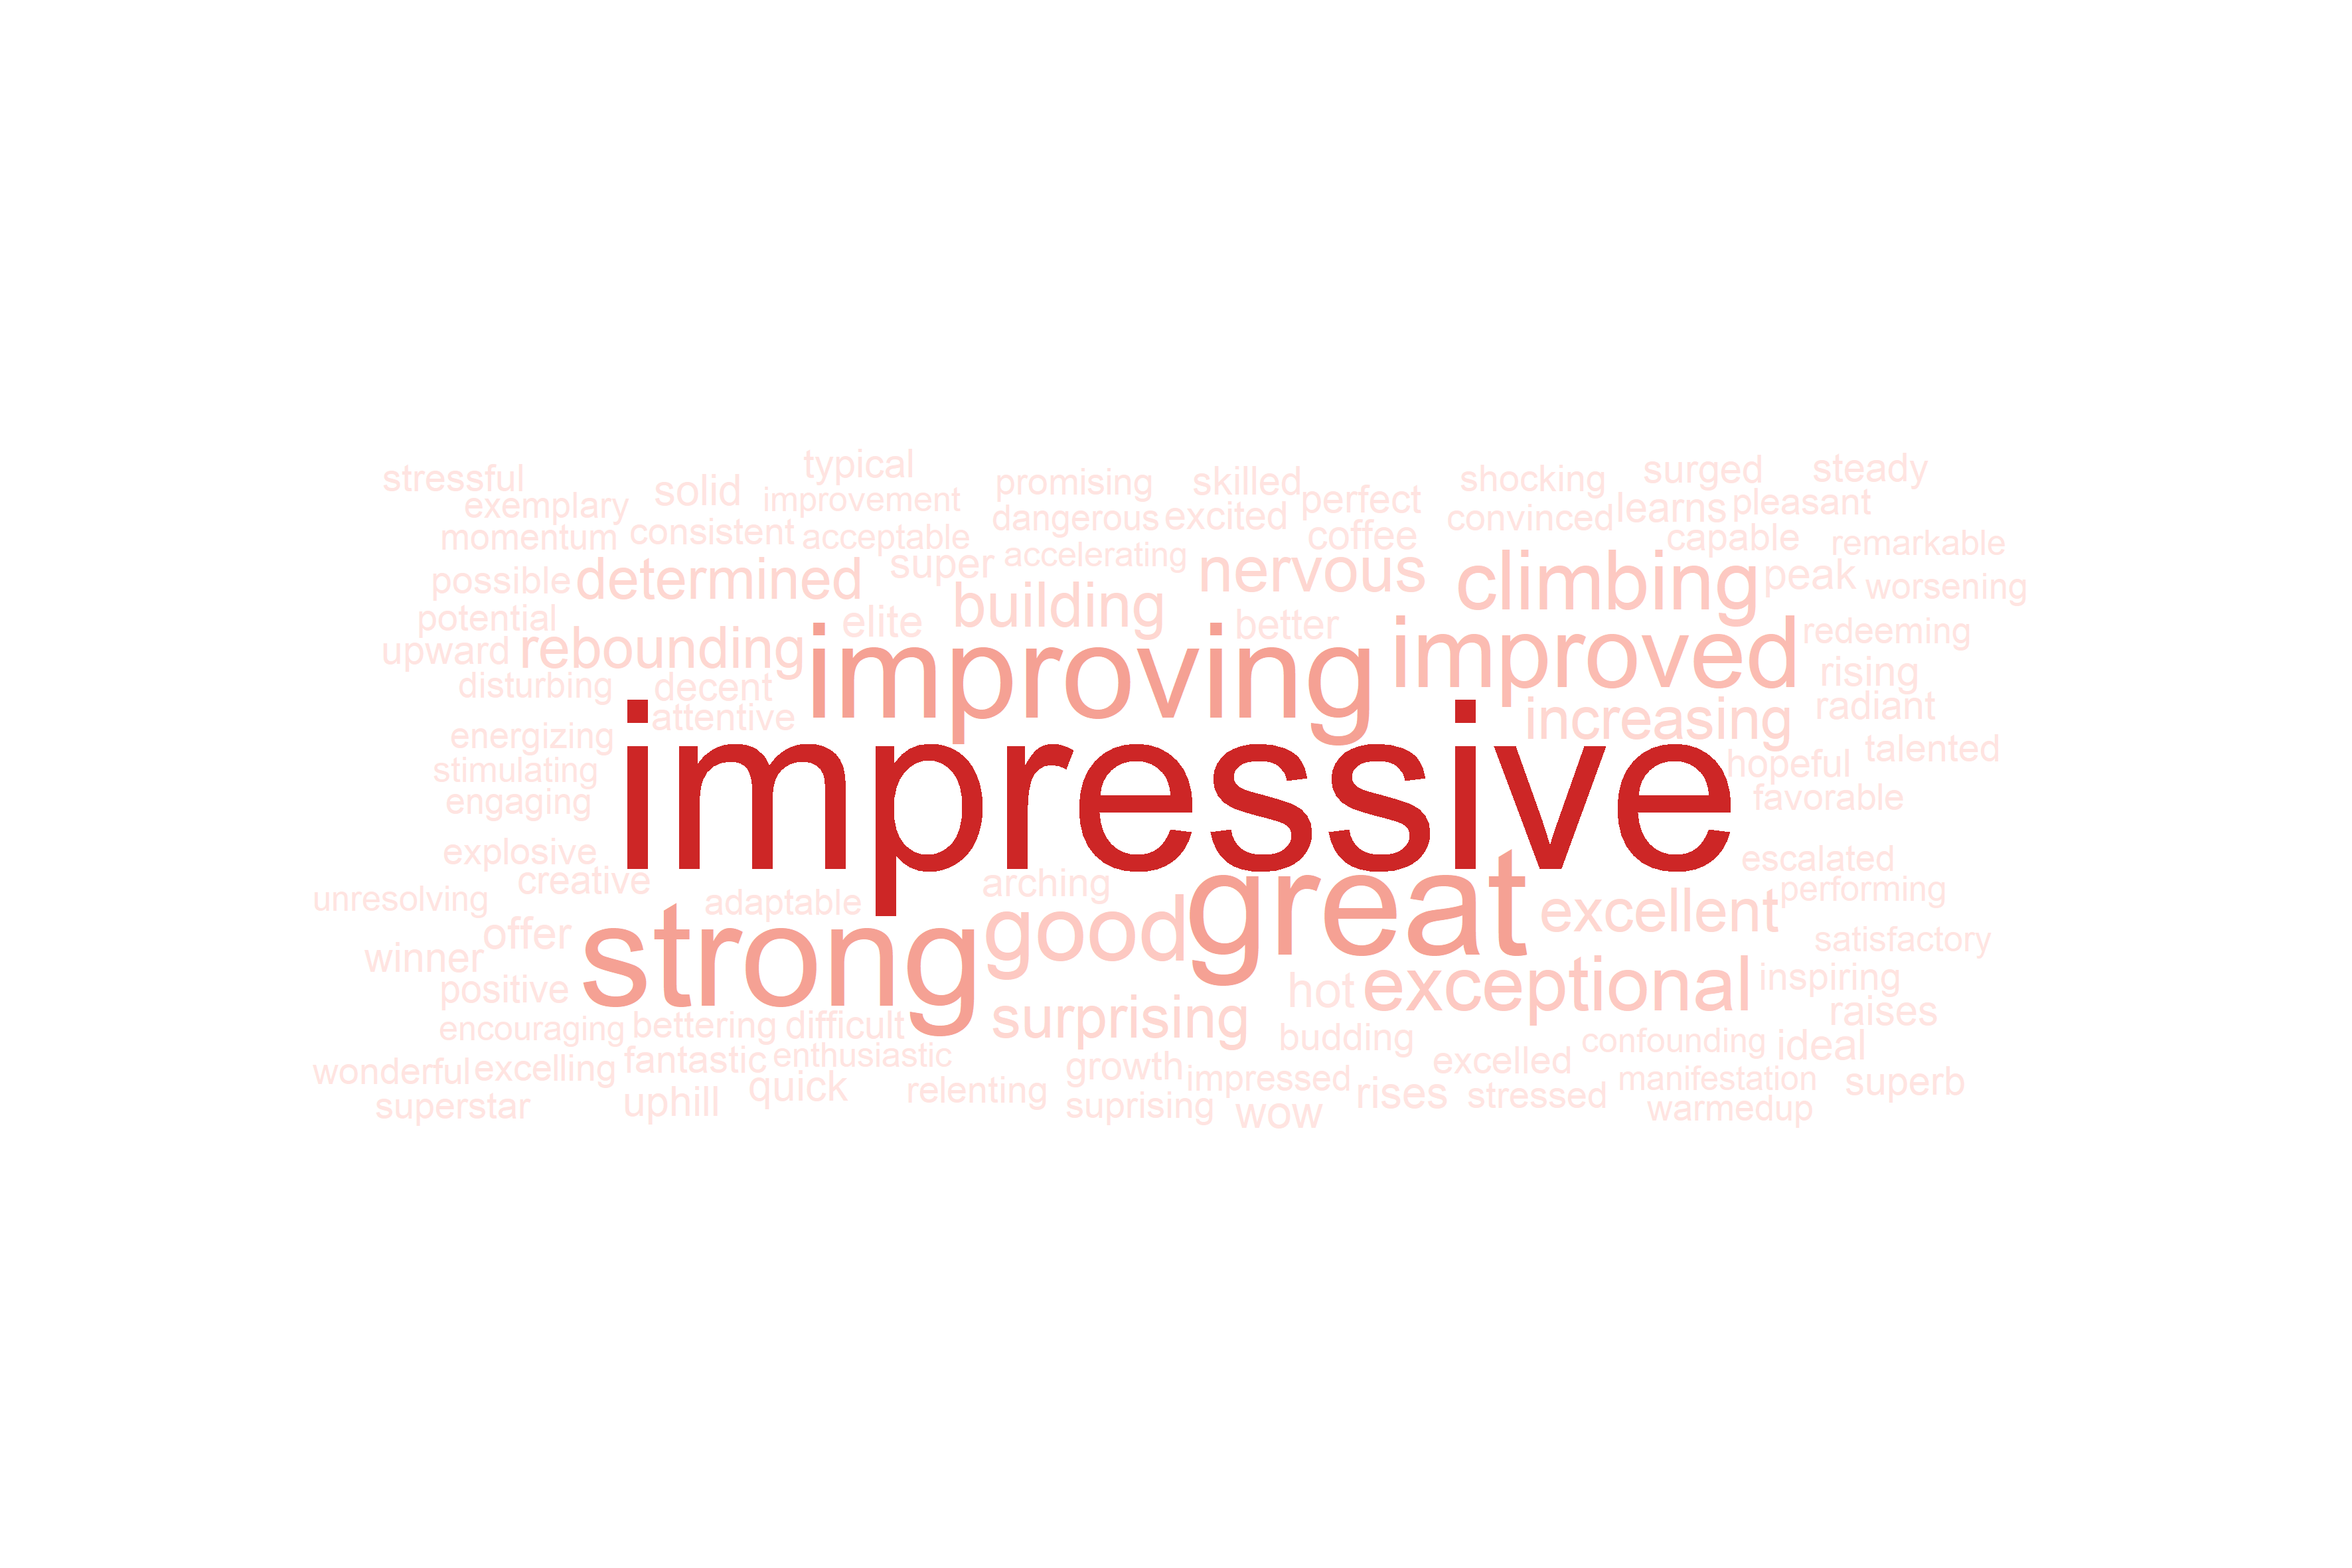 typical
stressful solid promising skilled shocking surged steady
exemplary improvement perfect learns pleasant
momentum consistent acceptable dangerous excited coffee convinced capable remarkable
possible determined super accelerating nervous climbing peak worsening
potential elite building better improved redeeming
upward rebounding improving rising
disturbing decent increasing radiant
attentive
energizing impressive hopeful talented
stimulating
engaging favorable
explosive escalated
creative arching performing
unresolving adaptable great excellent
offer strong good satisfactory
winner
positive hot exceptional inspiring
encouraging bettering difficult surprising budding raises
confounding ideal
wonderful excelling fantastic enthusiastic growth impressed excelled manifestation superb
superstar uphill quick relenting suprising wow rises stressed warmedup